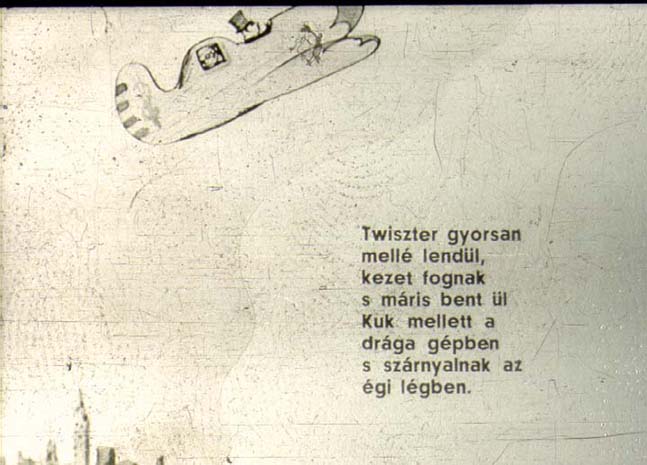 Twiszter gyorsan
mellé lendül,
kezet fognak
s máris bent ül
Kuk mellett a
drága gépben
s szárnyalnak az
égi légben.